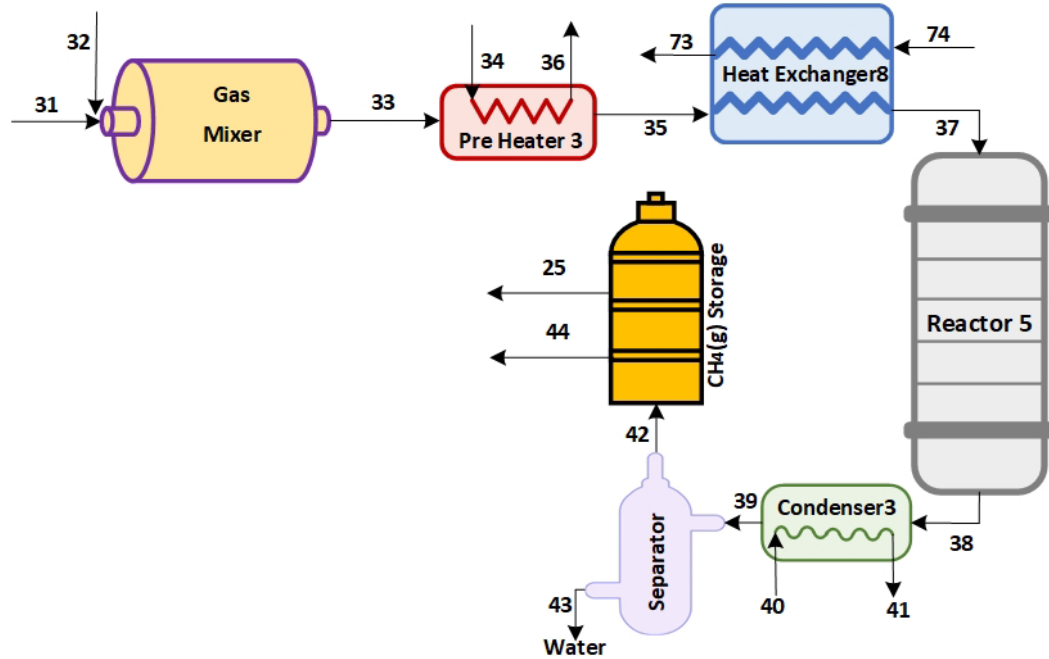 32
31
Gas
Mixer
33
34
36
Pre Heater 3
35
73
74
Heat Exchanger8
37
Reactor 5
25
44
CH₄(g) Storage
42
Separator
43
Water
39
Condenser3
38
40
41